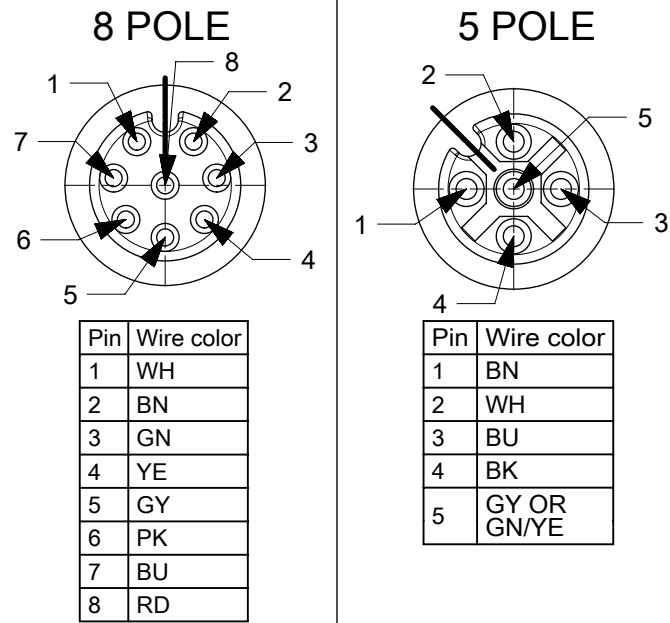 8 POLE
1
8
2
7
3
6
4
5
Pin Wire color
1 WH
2 BN
3 GN
4 YE
5 GY
6 PK
7 BU
8 RD
5 POLE
2
5
1
3
4
Pin Wire color
1 BN
2 WH
3 BU
4 BK
5 GY OR
GN/YE